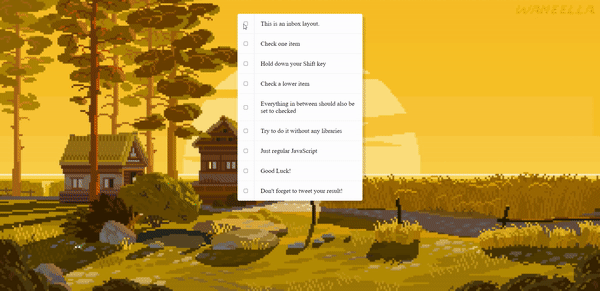 WANEELLA
This is an inbox layout.
Check one item
Hold down your Shift key
Check a lower item
Everything in between should also be
set to checked
Try to do it without any libraries
Just regular JavaScript
Good Luck!
Don't forget to tweet your result!